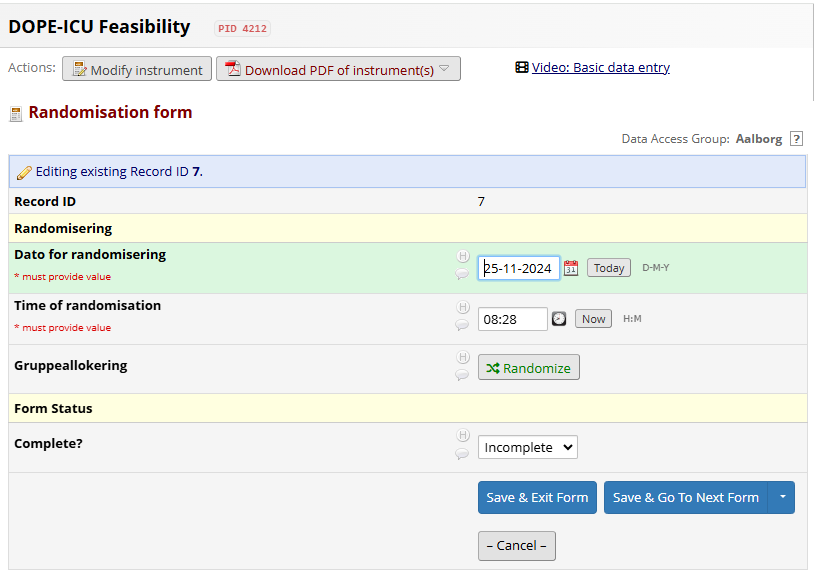 DOPE-ICU Feasibility PID 4212
Actions: Modify instrument Download PDF of instrument(s) Video: Basic data entry
Randomisation form
Data Access Group: Aalborg ?
Editing existing Record ID 7.
Record ID 7
Randomisering
Dato for randomisering
* must provide value
H
25-11-2024 31 Today D-M-Y
Time of randomisation
* must provide value
H
08:28 Now H:M
Gruppeallokering
H
Randomize
Form Status
Complete?
H
Incomplete
Save & Exit Form Save & Go To Next Form
– Cancel –